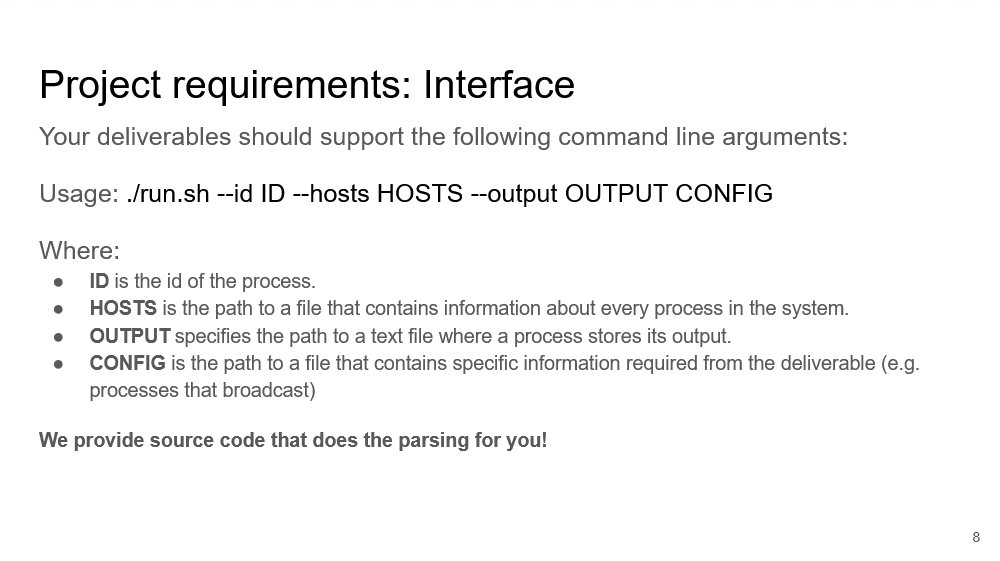 Project requirements: Interface
Your deliverables should support the following command line arguments:
Usage: ./run.sh --id ID --hosts HOSTS --output OUTPUT CONFIG
Where:
● ID is the id of the process.
● HOSTS is the path to a file that contains information about every process in the system.
● OUTPUT specifies the path to a text file where a process stores its output.
● CONFIG is the path to a file that contains specific information required from the deliverable (e.g.
processes that broadcast)
We provide source code that does the parsing for you!
8